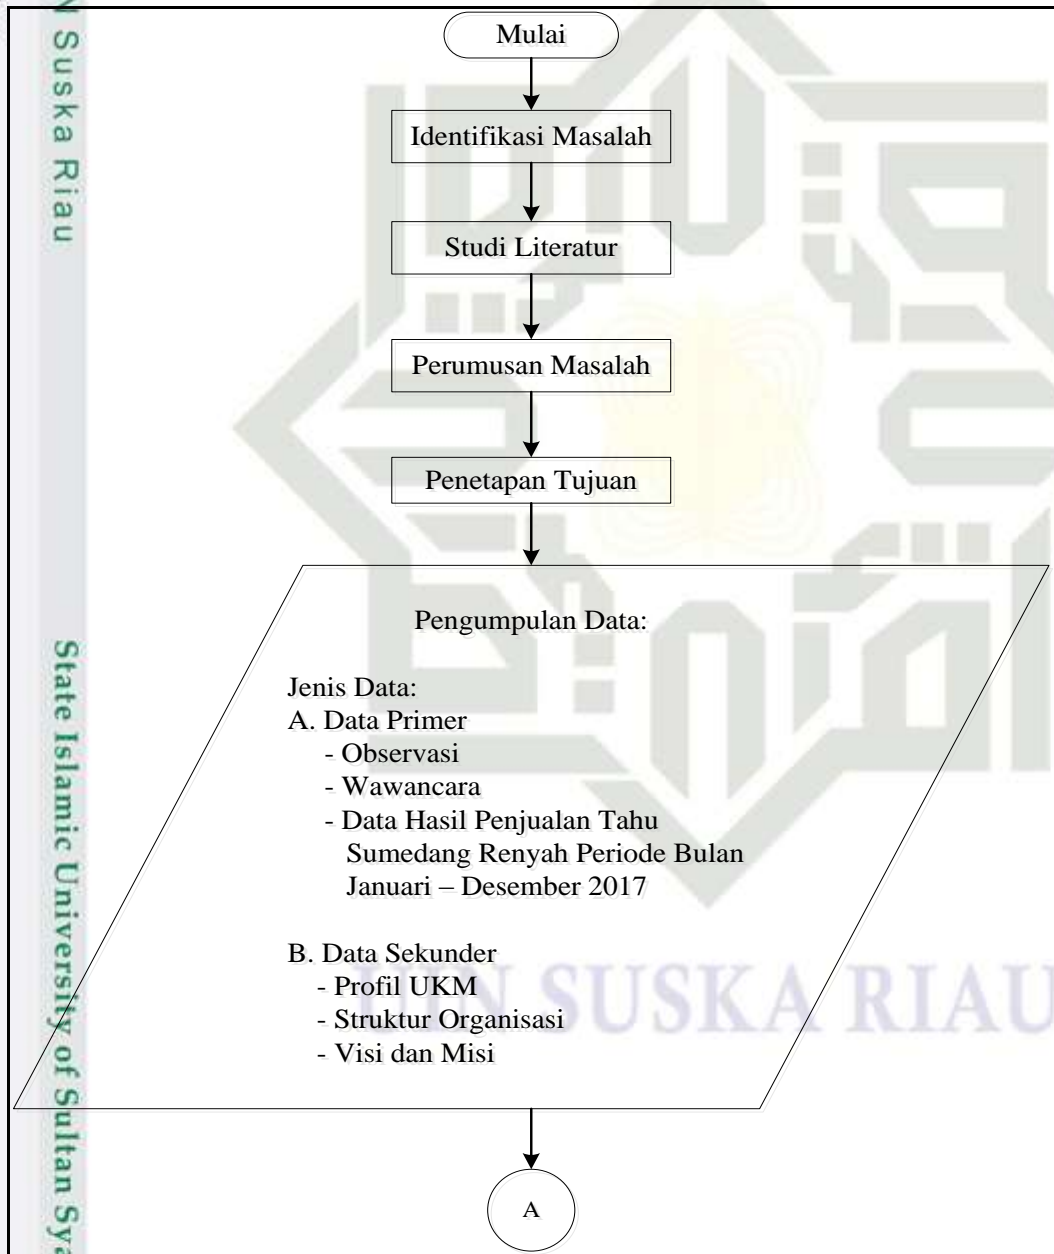 Mulai
Identifikasi Masalah
Studi Literatur
Perumusan Masalah
Penetapan Tujuan
Pengumpulan Data:
Jenis Data:
A. Data Primer
- Observasi
- Wawancara
- Data Hasil Penjualan Tahu
Sumedang Renyah Periode Bulan
Januari – Desember 2017
B. Data Sekunder
- Profil UKM
- Struktur Organisasi
- Visi dan Misi
A
UIN SUSKA RIAU
N Suska Riau
State Islamic University of Sultan Sya